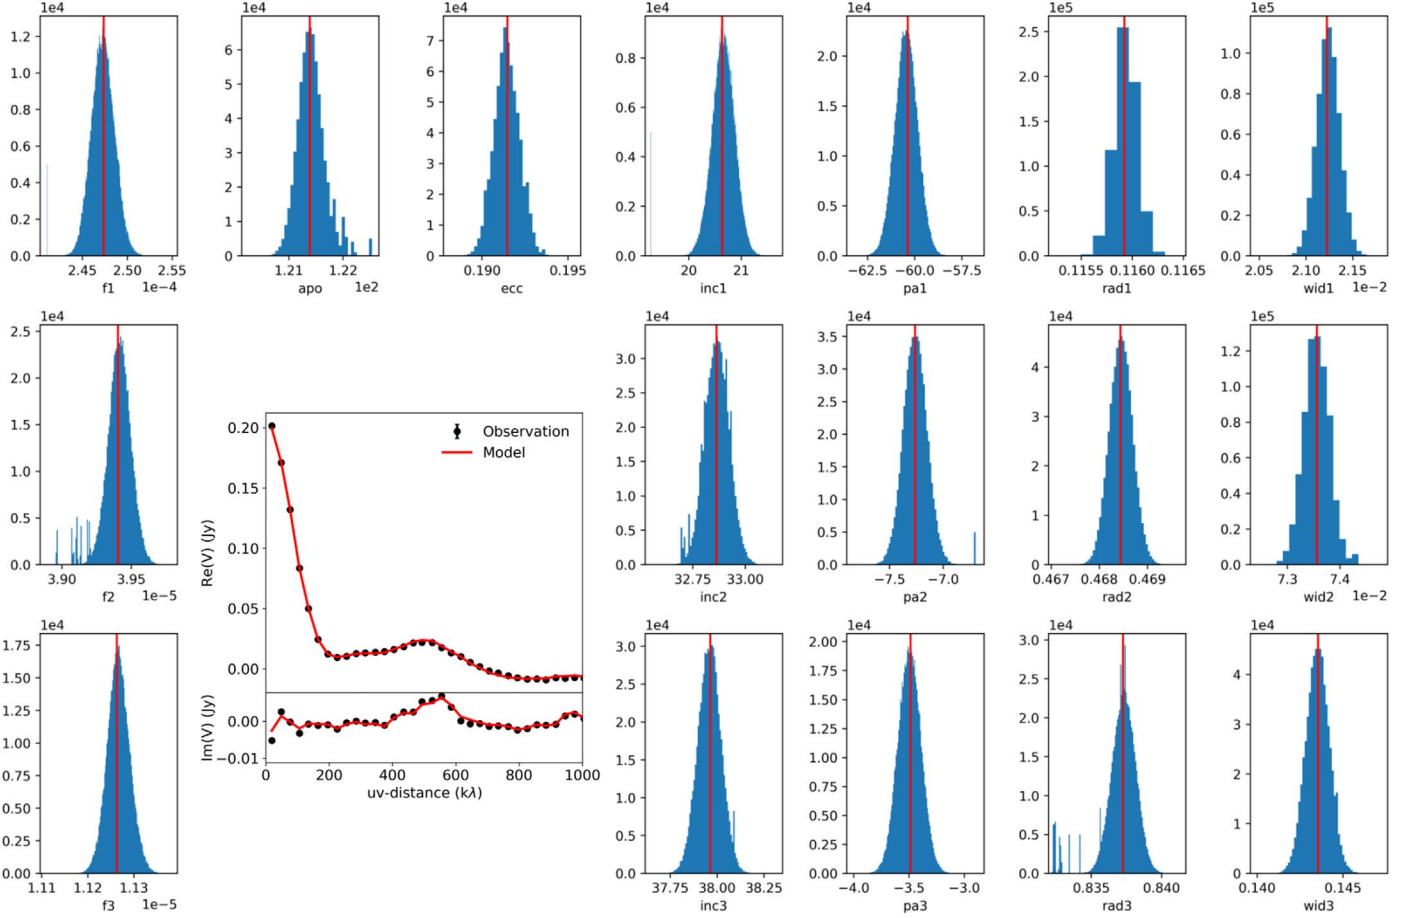 1e4
1.2
1.0
0.8
0.6
0.4
0.2
0.0
2.45 2.50 2.55
f1 1e−4
1e4
6
5
4
3
2
1
0
1.21 1.22
apo 1e2
1e4
7
6
5
4
3
2
1
0
0.190 0.195
ecc
1e4
0.8
0.6
0.4
0.2
0.0
20 21
inc1
1e4
2.0
1.5
1.0
0.5
0.0
−62.5 −60.0 −57.5
pa1
1e5
2.5
2.0
1.5
1.0
0.5
0.0
0.1155 0.1160 0.1165
rad1
1e5
1.0
0.8
0.6
0.4
0.2
0.0
2.05 2.10 2.15
wid1 1e−2
1e4
2.5
2.0
1.5
1.0
0.5
0.0
3.90 3.95
f2 1e−5
0.20
0.15
0.10
0.05
0.00
Re(V) (Jy)
Observation
Model
0.00
−0.01
Im(V) (Jy)
0 200 400 600 800 1000
uv-distance (kλ)
1e4
3.0
2.5
2.0
1.5
1.0
0.5
0.0
32.75 33.00
inc2
1e4
3.5
3.0
2.5
2.0
1.5
1.0
0.5
0.0
−7.5 −7.0
pa2
1e4
4
3
2
1
0
0.467 0.468 0.469
rad2
1e5
1.2
1.0
0.8
0.6
0.4
0.2
0.0
7.3 7.4
wid2 1e−2
1e4
1.75
1.50
1.25
1.00
0.75
0.50
0.25
0.00
1.11 1.12 1.13
f3 1e−5
1e4
3.0
2.5
2.0
1.5
1.0
0.5
0.0
37.75 38.00 38.25
inc3
1e4
2.00
1.75
1.50
1.25
1.00
0.75
0.50
0.25
0.00
−4.0 −3.5 −3.0
pa3
1e4
3.0
2.5
2.0
1.5
1.0
0.5
0.0
0.835 0.840
rad3
1e4
4
3
2
1
0
0.140 0.145
wid3